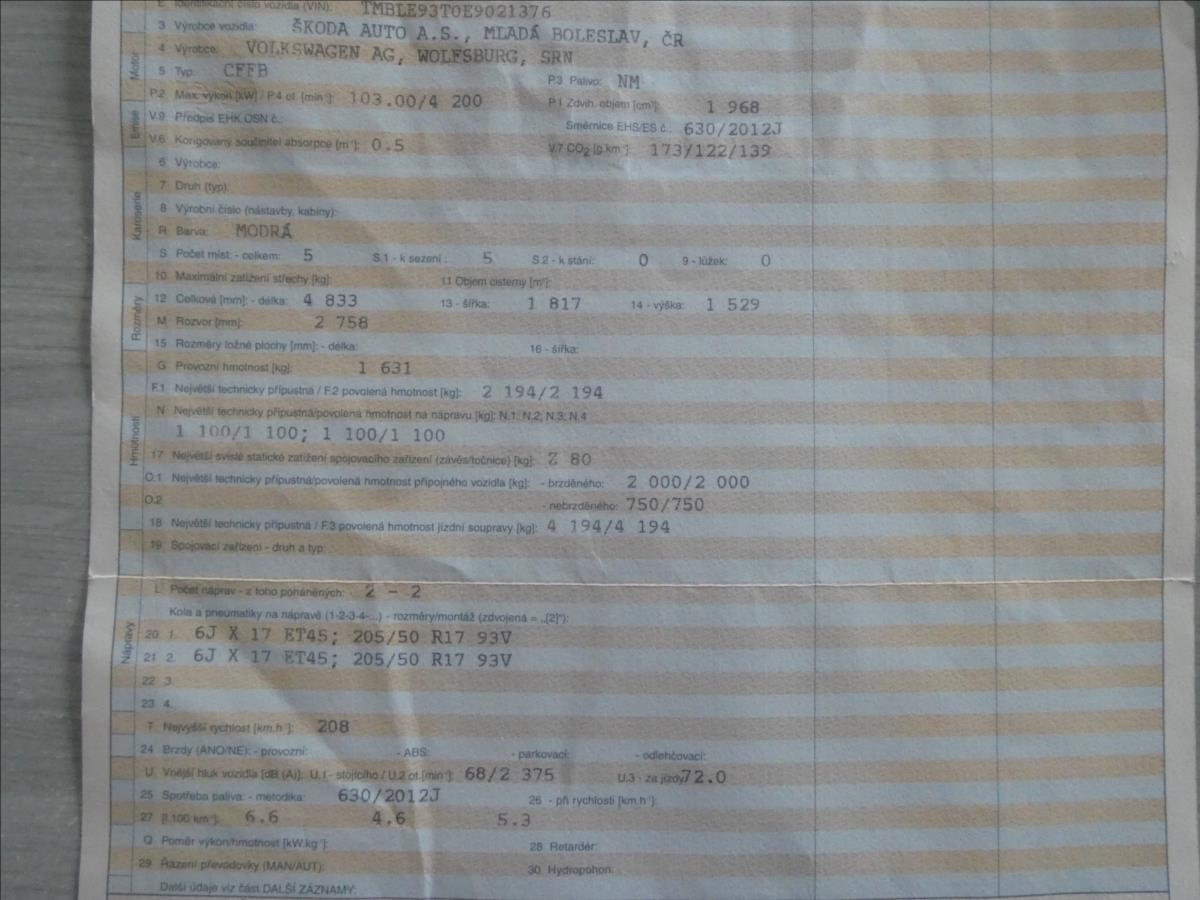 E Identifikační číslo vozidla (VIN): TMBLE93T0E9021376
3 Výrobce vozidla: ŠKODA AUTO A.S., MLADÁ BOLESLAV, ČR
Motor
4 Výrobce: VOLKSWAGEN AG, WOLFSBURG, SRN
5 Typ: CFFB P.3 Palivo: NM
P.2 Max. výkon [kW] / P.4 ot. [min⁻¹]: 103.00/4 200 P.1 Zdvih. objem [cm³]: 1 968
Emise
V.9 Předpis EHK OSN č.: Směrnice EHS/ES č.: 630/2012J
V.6 Korigovaný součinitel absorpce [m⁻¹]: 0.5 V.7 CO₂ [g.km⁻¹]: 173/122/139
Karoserie
6 Výrobce:
7 Druh (typ):
8 Výrobní číslo (nástavby, kabiny):
R Barva: MODRÁ
S Počet míst: - celkem: 5 S.1 - k sezení: 5 S.2 - k stání: 0 9 - lůžek: 0
10 Maximální zatížení střechy [kg]: 11 Objem cisterny [m³]:
Rozměry
12 Celková [mm]: - délka: 4 833 13 - šířka: 1 817 14 - výška: 1 529
M Rozvor [mm]: 2 758
15 Rozměry ložné plochy [mm]: - délka: 16 - šířka:
Hmotnosti
G Provozní hmotnost [kg]: 1 631
F.1 Největší technicky přípustná / F.2 povolená hmotnost [kg]: 2 194/2 194
N Největší technicky přípustná/povolená hmotnost na nápravu [kg]: N.1; N.2; N.3; N.4
1 100/1 100; 1 100/1 100
17 Největší svislé statické zatížení spojovacího zařízení (závěs/točnice) [kg]: Z 80
O.1 Největší technicky přípustná/povolená hmotnost přípojného vozidla [kg]: - brzděného: 2 000/2 000
O.2 - nebrzděného: 750/750
18 Největší technicky přípustná / F.3 povolená hmotnost jízdní soupravy [kg]: 4 194/4 194
19 Spojovací zařízení - druh a typ:
Nápravy
L Počet náprav - z toho poháněných: 2 - 2
Kola a pneumatiky na nápravě (1-2-3-4-...) - rozměry/montáž (zdvojená = „[2]"):
20 1. 6J X 17 ET45; 205/50 R17 93V
21 2. 6J X 17 ET45; 205/50 R17 93V
22 3.
23 4.
T Nejvyšší rychlost [km.h⁻¹]: 208
24 Brzdy (ANO/NE): - provozní: - ABS: - parkovací: - odlehčovací:
U Vnější hluk vozidla [dB (A)]: U.1 - stojícího / U.2 ot.[min⁻¹]: 68/2 375 U.3 - za jízdy: 72.0
25 Spotřeba paliva: - metodika: 630/2012J 26 - při rychlosti [km.h⁻¹]:
27 [l.100 km⁻¹]: 6.6 4.6 5.3
Q Poměr výkon/hmotnost [kW.kg⁻¹]: 28 Retardér:
29 Řazení převodovky (MAN/AUT): 30 Hydropohon:
Další údaje viz část DALŠÍ ZÁZNAMY: